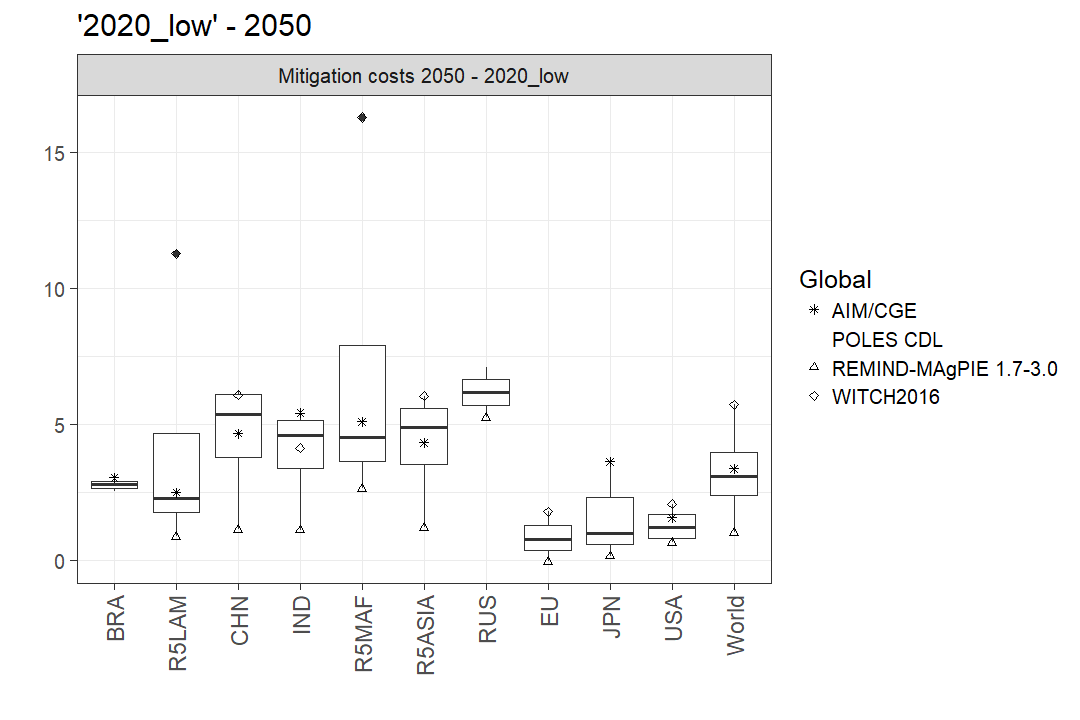 '2020_low' - 2050
Mitigation costs 2050 - 2020_low
15
10
5
0
BRA
R5LAM
CHN
IND
R5MAF
R5ASIA
RUS
EU
JPN
USA
World
Global
AIM/CGE
POLES CDL
REMIND-MAgPIE 1.7-3.0
WITCH2016